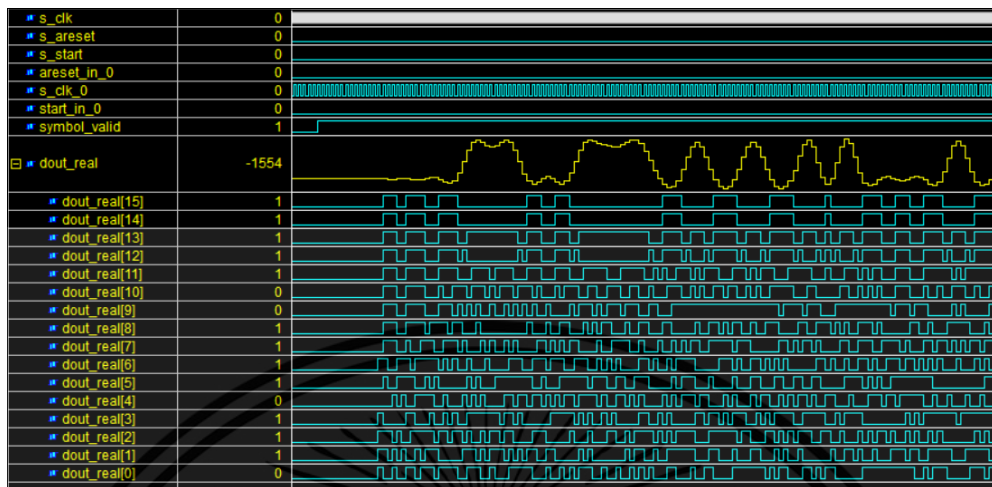 s_clk 0
s_areset 0
s_start 0
areset_in_0 0
s_clk_0 0
start_in_0 0
symbol_valid 1
dout_real -1554
dout_real[15] 1
dout_real[14] 1
dout_real[13] 1
dout_real[12] 1
dout_real[11] 1
dout_real[10] 0
dout_real[9] 0
dout_real[8] 1
dout_real[7] 1
dout_real[6] 1
dout_real[5] 1
dout_real[4] 0
dout_real[3] 1
dout_real[2] 1
dout_real[1] 1
dout_real[0] 0